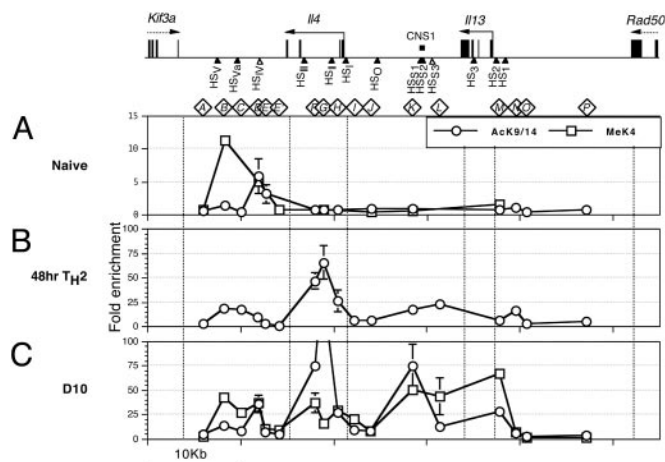 Kif3a Il4 CNS1 Il13 Rad50
HSV HSVa HSIV HSII HSI HSO HSS1 HSS2 HSS3 HS3 HS2 HS1
A B C E F G H I J K L M N O P
A
Naive
15
10
5
0
AcK9/14 MeK4
B
48hr TH2
100
75
50
25
0
Fold enrichment
C
D10
100
75
50
25
0
10Kb